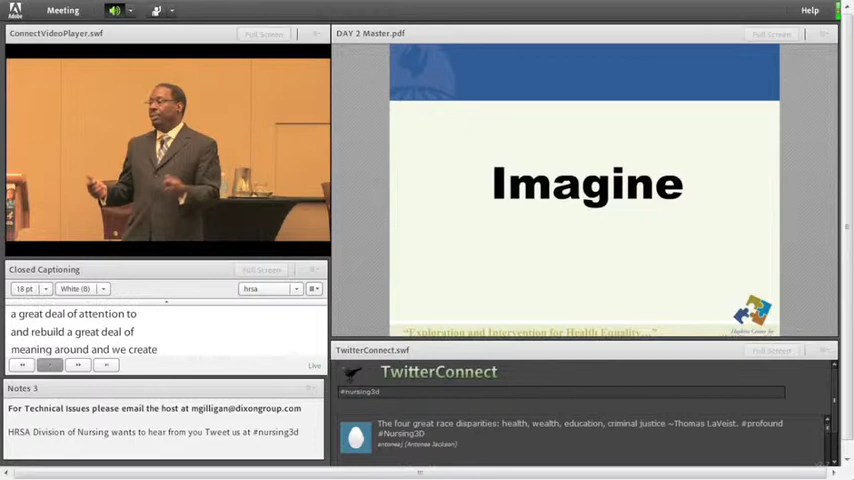 Adobe
Meeting
Help
ConnectVideoPlayer.swf
Full Screen
DAY 2 Master.pdf
Full Screen
Imagine
"Exploration and Intervention for Health Equality..."
Closed Captioning
Full Screen
18 pt
White (B)
hrsa
a great deal of attention to
and rebuild a great deal of
meaning around and we create
Live
Notes 3
For Technical Issues please email the host at mgilligan@dixongroup.com
HRSA Division of Nursing wants to hear from you Tweet us at #nursing3d
TwitterConnect.swf
Full Screen
TwitterConnect
#nursing3d
The four great race disparities: health, wealth, education, criminal justice ~Thomas LaVeist. #profound
#Nursing3D